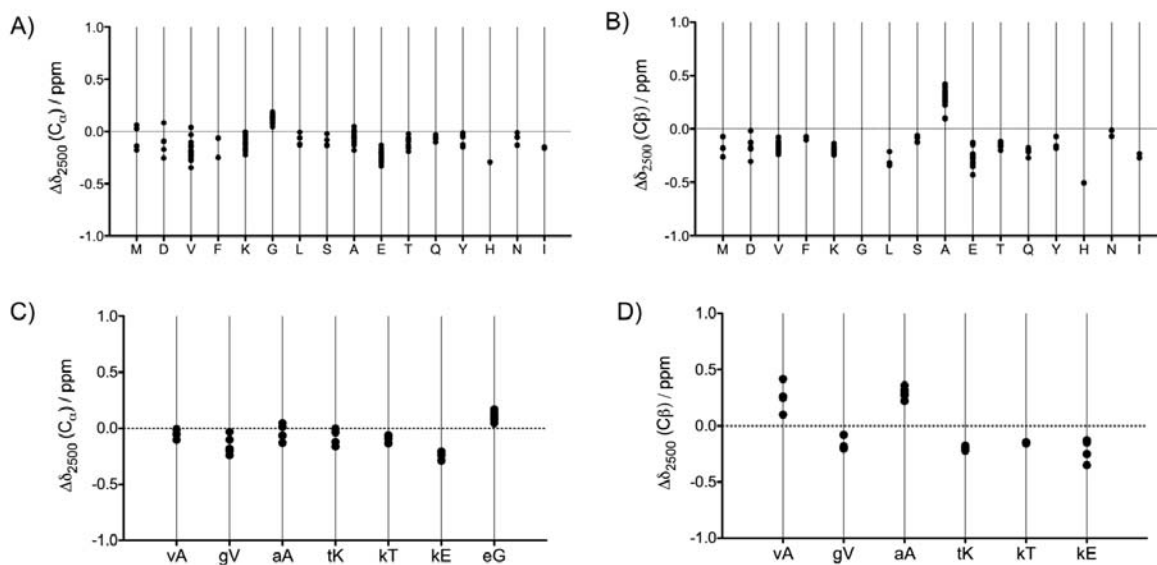 A)
Δδ2500 (Cα) / ppm
1.0
0.5
0.0
-0.5
-1.0
M D V F K G L S A E T Q Y H N I
B)
Δδ2500 (Cβ) / ppm
1.0
0.5
0.0
-0.5
-1.0
M D V F K G L S A E T Q Y H N I
C)
Δδ2500 (Cα) / ppm
1.0
0.5
0.0
-0.5
-1.0
vA gV aA tK kT kE eG
D)
Δδ2500 (Cβ) / ppm
1.0
0.5
0.0
-0.5
-1.0
vA gV aA tK kT kE